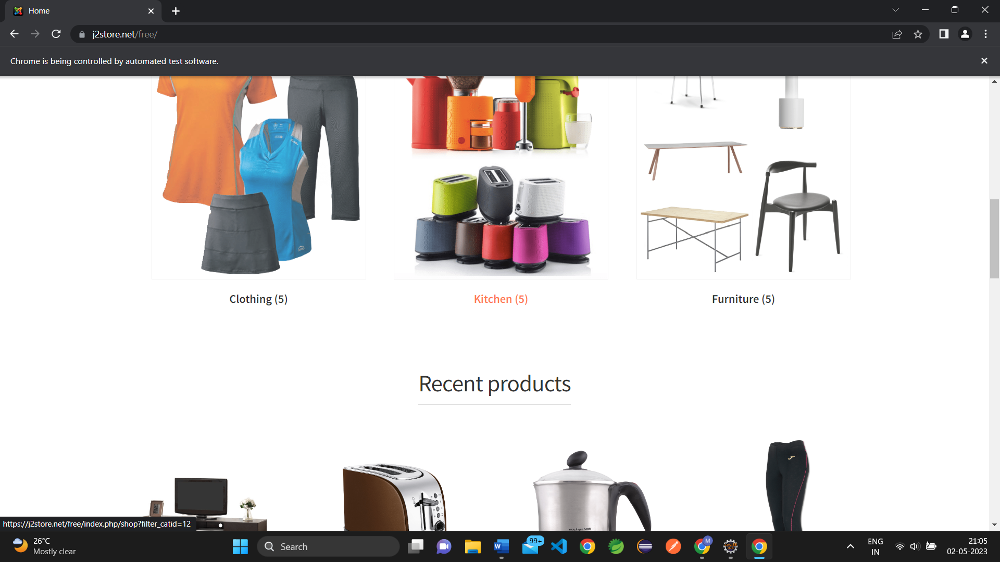 Home
j2store.net/free/
Chrome is being controlled by automated test software.
Clothing (5)
Kitchen (5)
Furniture (5)
Recent products
morphy richards
https://j2store.net/free/index.php/shop?filter_catid=12
26°C
Mostly clear
Search
99+
M
ENG
IN
21:05
02-05-2023